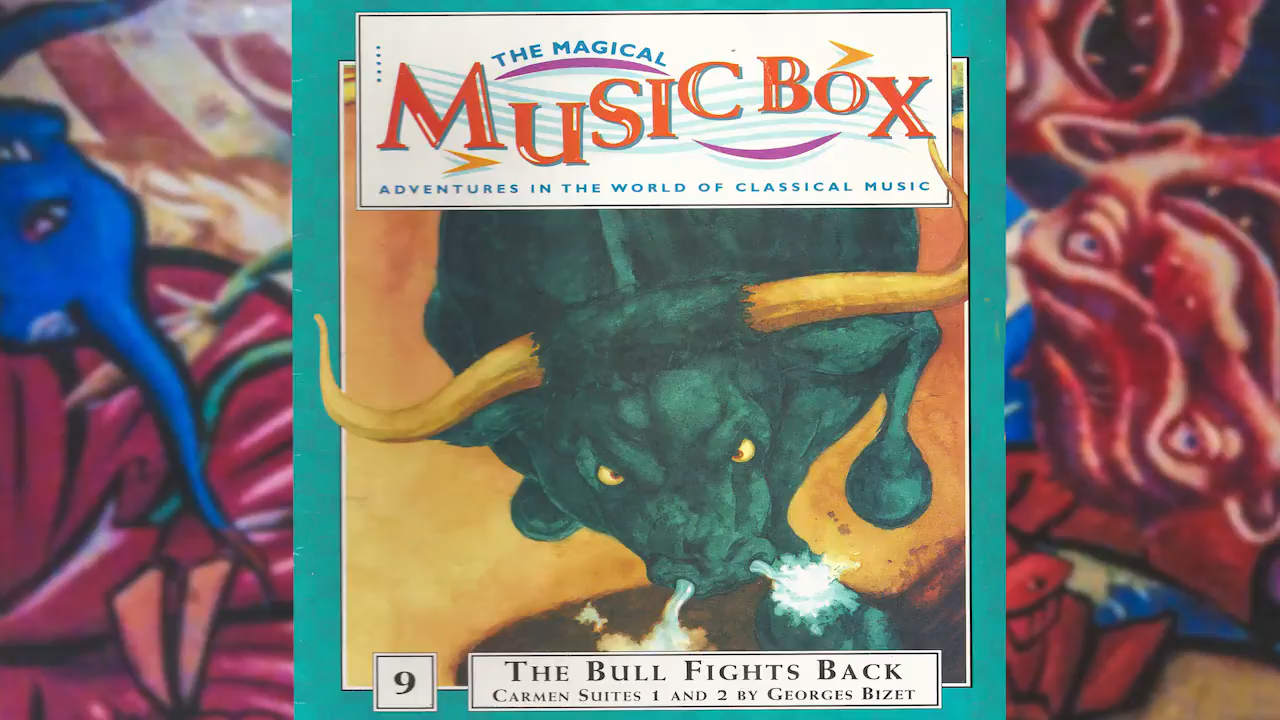 THE MAGICAL
MUSIC BOX
ADVENTURES IN THE WORLD OF CLASSICAL MUSIC
9
THE BULL FIGHTS BACK
CARMEN SUITES 1 AND 2 BY GEORGES BIZET